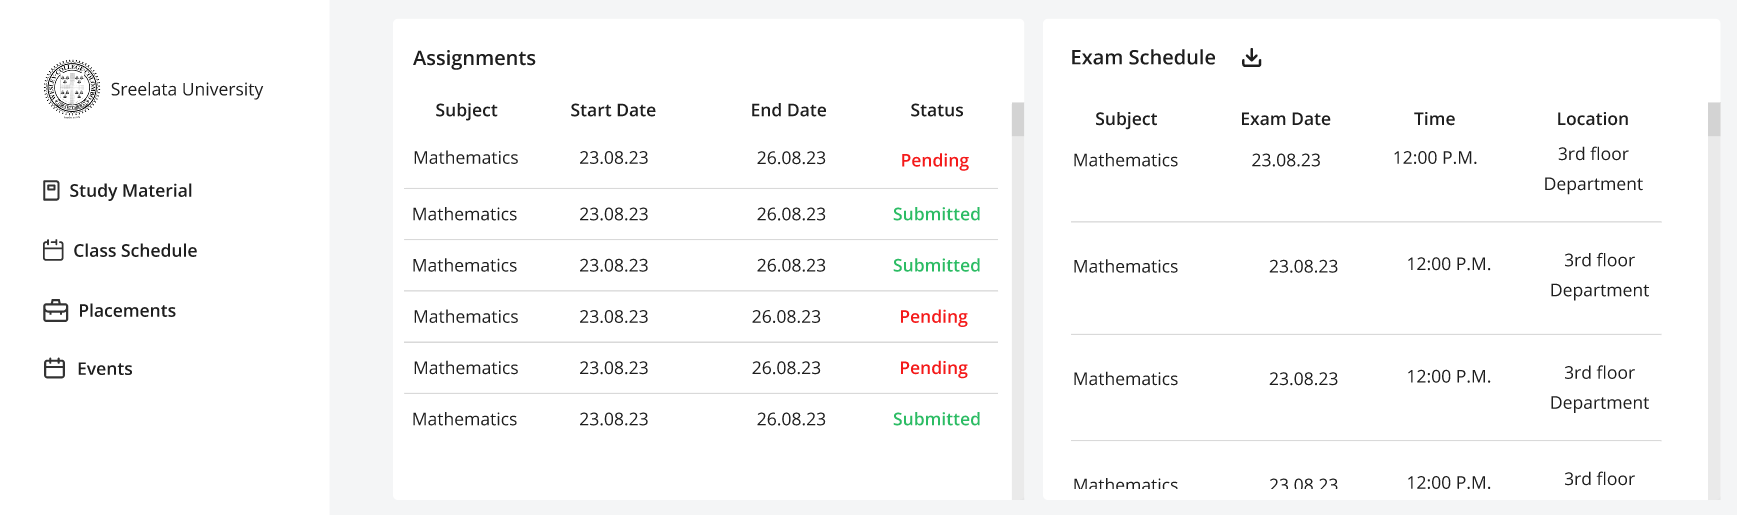 Sreelata University
Study Material
Class Schedule
Placements
Events
Assignments
Subject Start Date End Date Status
Mathematics 23.08.23 26.08.23 Pending
Mathematics 23.08.23 26.08.23 Submitted
Mathematics 23.08.23 26.08.23 Submitted
Mathematics 23.08.23 26.08.23 Pending
Mathematics 23.08.23 26.08.23 Pending
Mathematics 23.08.23 26.08.23 Submitted
Exam Schedule
Subject Exam Date Time Location
Mathematics 23.08.23 12:00 P.M. 3rd floor
Department
Mathematics 23.08.23 12:00 P.M. 3rd floor
Department
Mathematics 23.08.23 12:00 P.M. 3rd floor
Department
Mathematics 23.08.23 12:00 P.M. 3rd floor